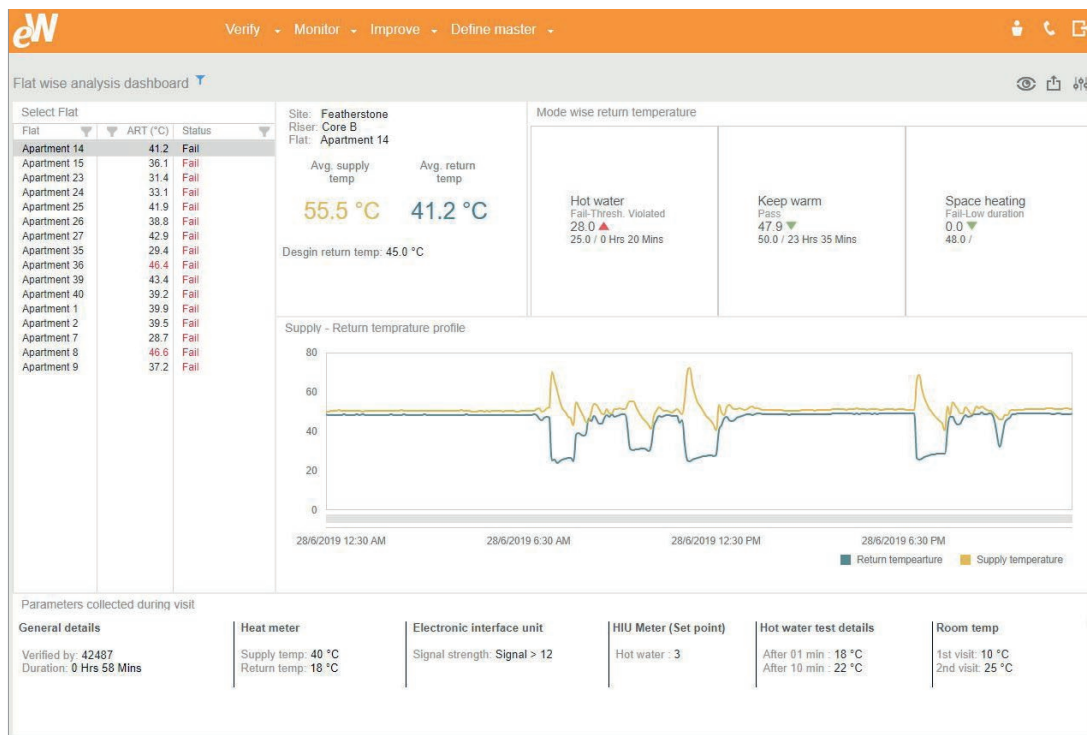 eW
Verify Monitor Improve Define master
Flat wise analysis dashboard
Select Flat
Flat ART (°C) Status
Apartment 14 41.2 Fail
Apartment 15 36.1 Fail
Apartment 23 31.4 Fail
Apartment 24 33.1 Fail
Apartment 25 41.9 Fail
Apartment 26 38.8 Fail
Apartment 27 42.9 Fail
Apartment 35 29.4 Fail
Apartment 36 46.4 Fail
Apartment 39 43.4 Fail
Apartment 40 39.2 Fail
Apartment 1 39.9 Fail
Apartment 2 39.5 Fail
Apartment 7 28.7 Fail
Apartment 8 46.6 Fail
Apartment 9 37.2 Fail
Site: Featherstone
Riser: Core B
Flat: Apartment 14
Avg. supply temp
55.5 °C
Avg. return temp
41.2 °C
Desgin return temp: 45.0 °C
Mode wise return temperature
Hot water
Fail-Thresh. Violated
28.0
25.0 / 0 Hrs 20 Mins
Keep warm
Pass
47.9
50.0 / 23 Hrs 35 Mins
Space heating
Fail-Low duration
0.0
48.0 /
Supply - Return temprature profile
80
60
40
20
0
28/6/2019 12:30 AM 28/6/2019 6:30 AM 28/6/2019 12:30 PM 28/6/2019 6:30 PM
Return tempearture Supply temperature
Parameters collected during visit
General details
Verified by: 42487
Duration: 0 Hrs 58 Mins
Heat meter
Supply temp: 40 °C
Return temp: 18 °C
Electronic interface unit
Signal strength: Signal > 12
HIU Meter (Set point)
Hot water : 3
Hot water test details
After 01 min : 18 °C
After 10 min : 22 °C
Room temp
1st visit: 10 °C
2nd visit: 25 °C